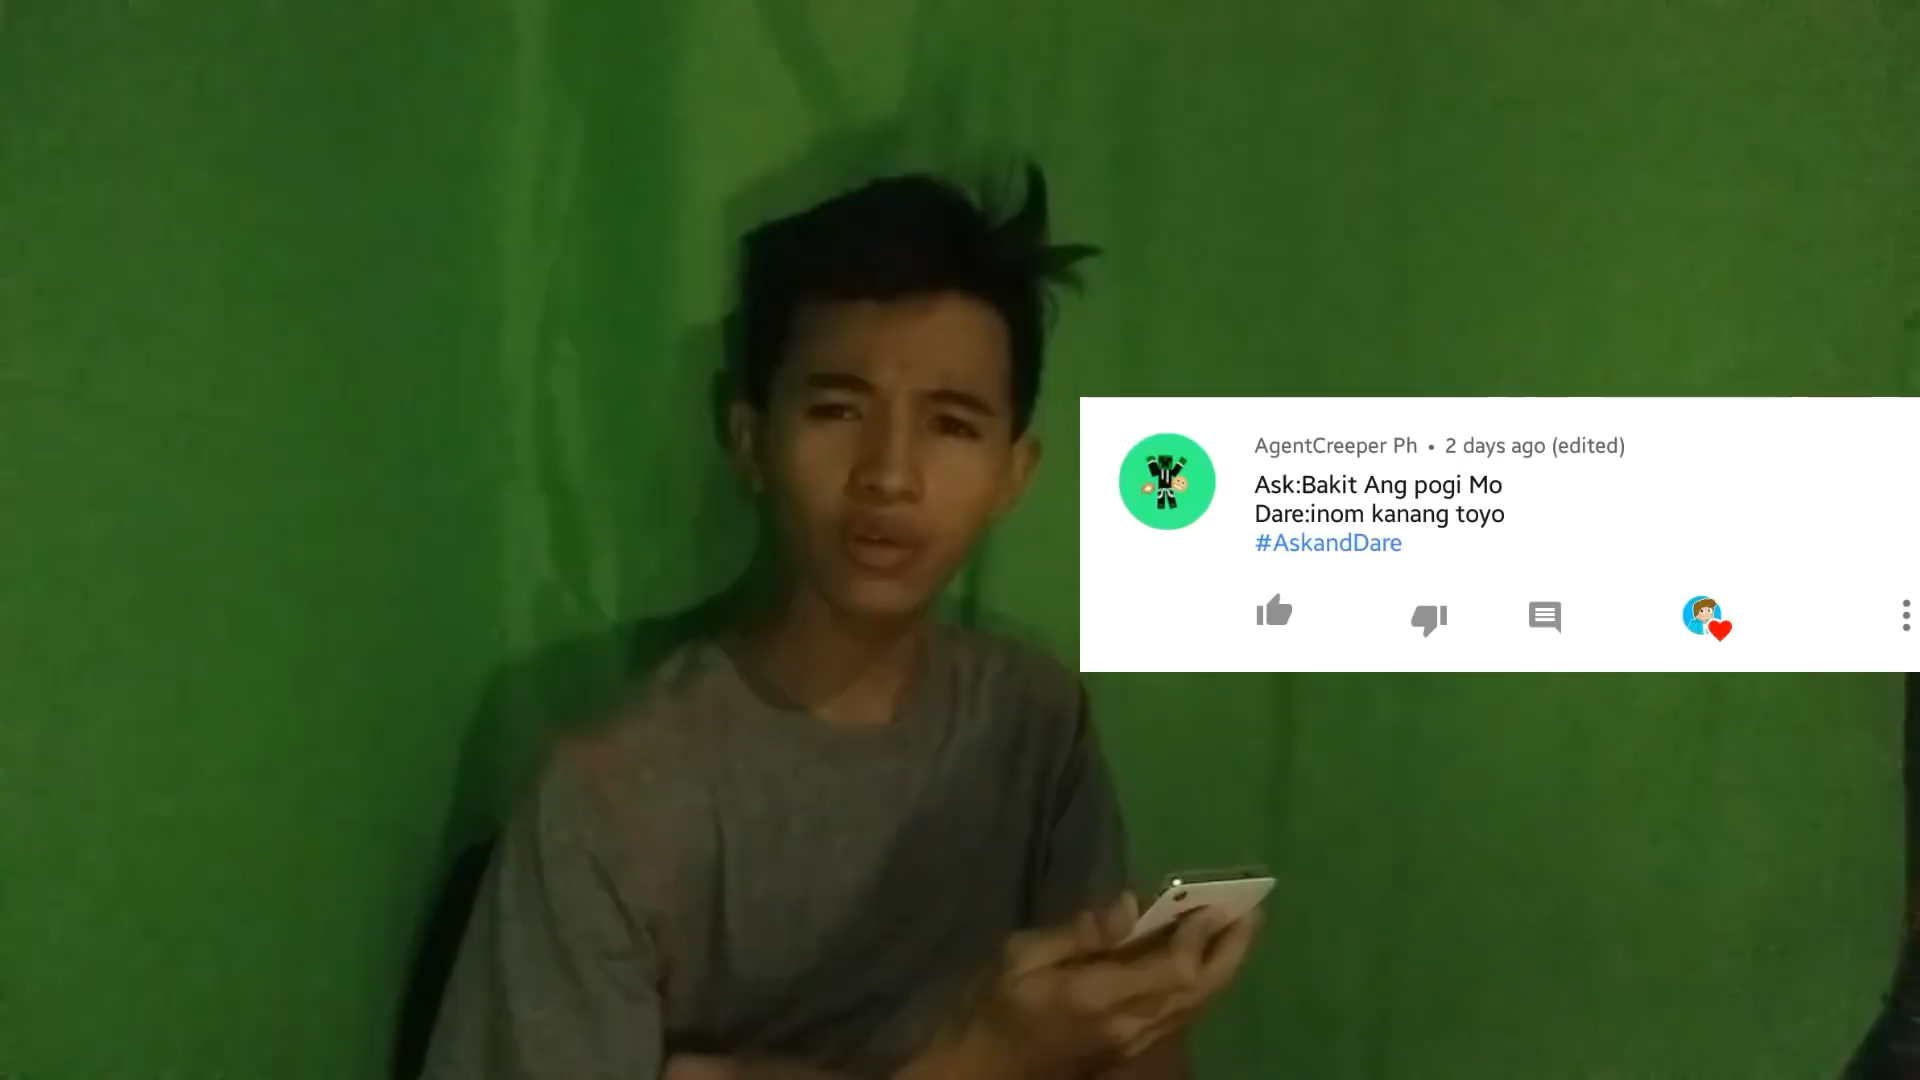 AgentCreeper Ph • 2 days ago (edited)
Ask:Bakit Ang pogi Mo
Dare:inom kanang toyo
#AskandDare